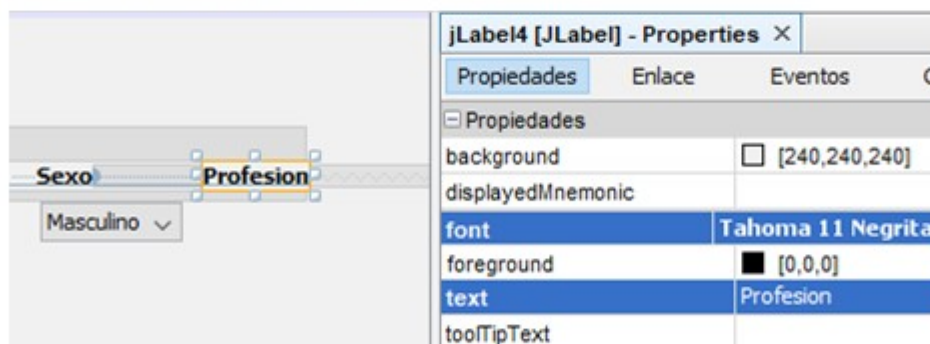 jLabel4 [JLabel] - Properties ×
Propiedades Enlace Eventos
Propiedades
background [240,240,240]
displayedMnemonic
font Tahoma 11 Negrita
foreground [0,0,0]
text Profesion
toolTipText
Sexo Profesion
Masculino